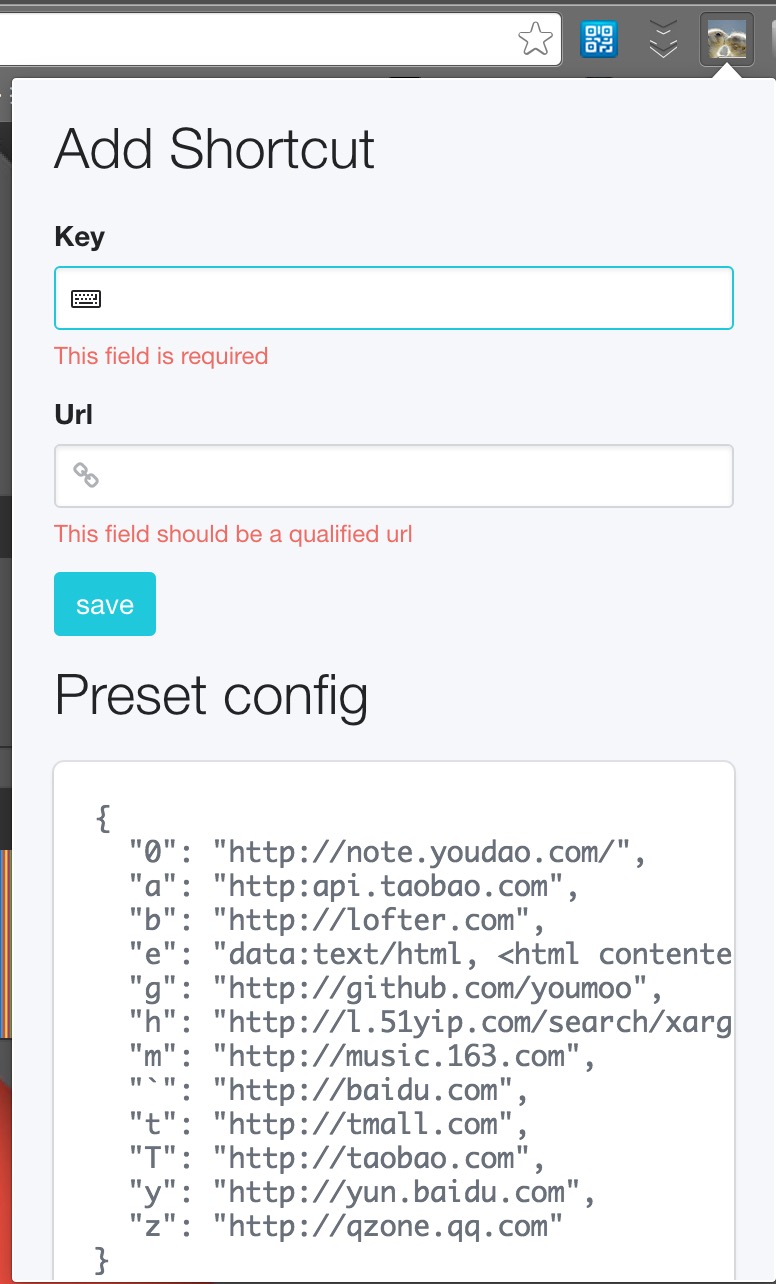 Add Shortcut
Key
This field is required
Url
This field should be a qualified url
save
Preset config
{
"0": "http://note.youdao.com/",
"a": "http:api.taobao.com",
"b": "http://lofter.com",
"e": "data:text/html, <html contente
"g": "http://github.com/youmoo",
"h": "http://l.51yip.com/search/xarg
"m": "http://music.163.com",
"`": "http://baidu.com",
"t": "http://tmall.com",
"T": "http://taobao.com",
"y": "http://yun.baidu.com",
"z": "http://qzone.qq.com"
}